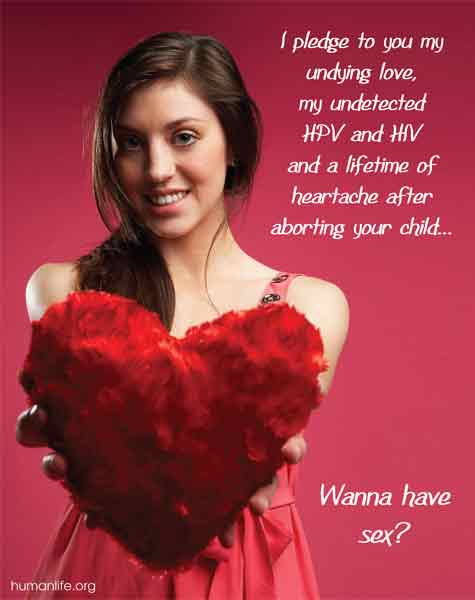 I pledge to you my
undying love,
my undetected
HPV and HIV
and a lifetime of
heartache after
aborting your child...
Wanna have
sex?
humanlife.org